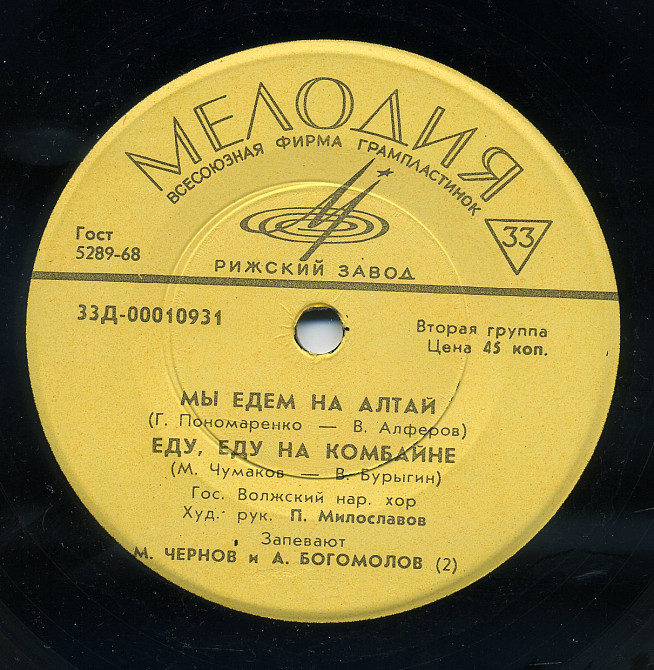 МЕЛОДИЯ
ВСЕСОЮЗНАЯ ФИРМА ГРАМПЛАСТИНОК
33
Гост
5289-68
РИЖСКИЙ ЗАВОД
33Д-00010931
Вторая группа
Цена 45 коп.
МЫ ЕДЕМ НА АЛТАЙ
(Г. Пономаренко — В. Алферов)
ЕДУ, ЕДУ НА КОМБАЙНЕ
(М. Чумаков — В. Бурыгин)
Гос. Волжский нар. хор
Худ. рук. П. Милославов
Запевают
М. ЧЕРНОВ и А. БОГОМОЛОВ (2)